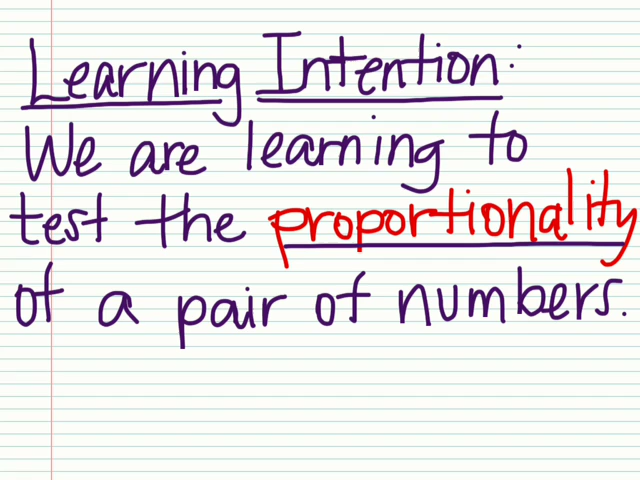 Learning Intention:
We are learning to
test the proportionality
of a pair of numbers.